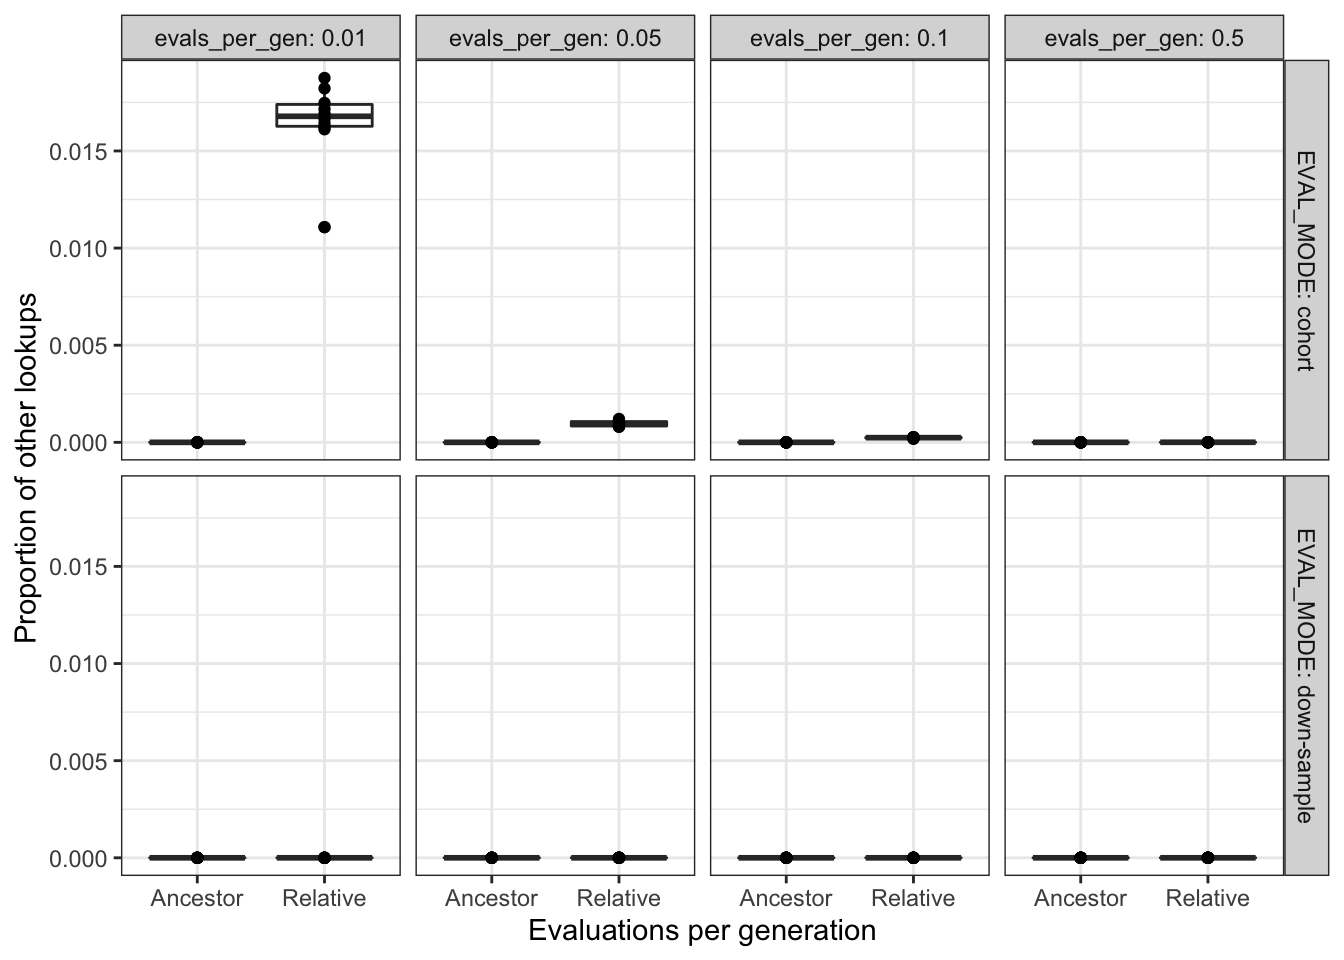 evals_per_gen: 0.01
evals_per_gen: 0.05
evals_per_gen: 0.1
evals_per_gen: 0.5
Proportion of other lookups
0.015
0.010
0.005
0.000
EVAL_MODE: cohort
0.015
0.010
0.005
0.000
EVAL_MODE: down-sample
Ancestor Relative Ancestor Relative Ancestor Relative Ancestor Relative
Evaluations per generation